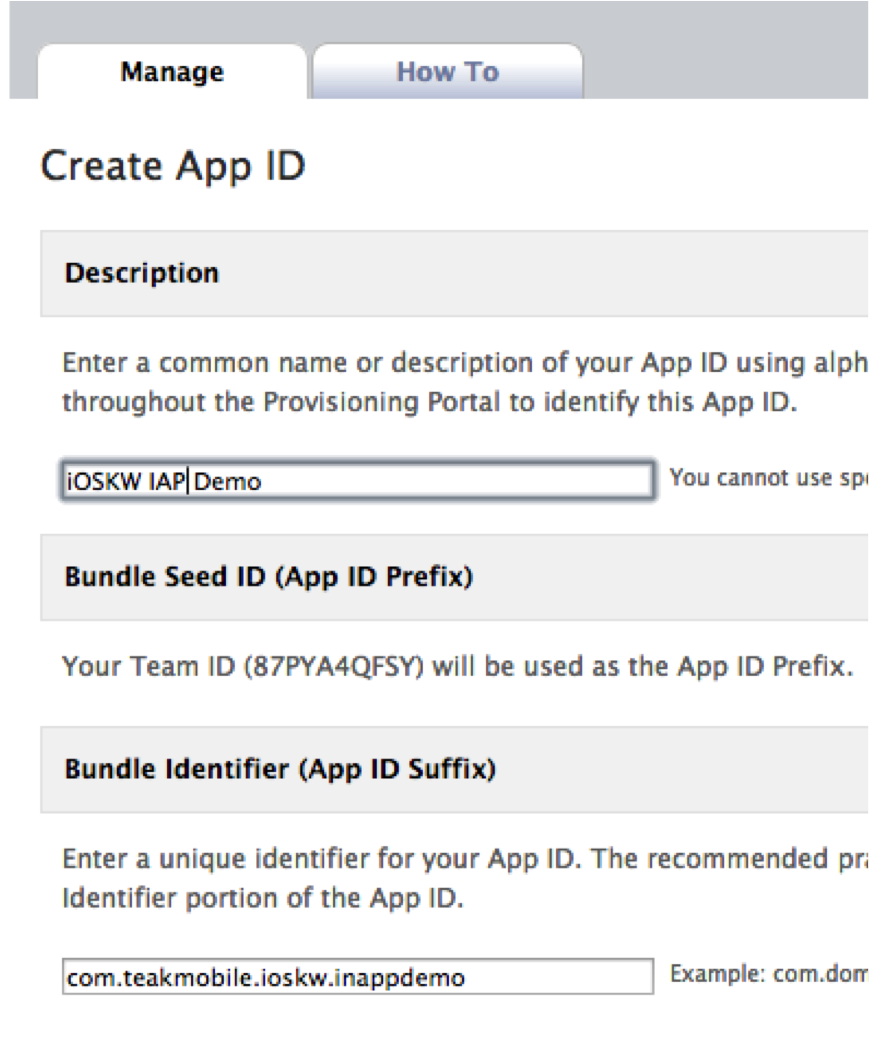 Manage How To
Create App ID
Description
Enter a common name or description of your App ID using alph
throughout the Provisioning Portal to identify this App ID.
iOSKW IAP Demo You cannot use spe
Bundle Seed ID (App ID Prefix)
Your Team ID (87PYA4QFSY) will be used as the App ID Prefix.
Bundle Identifier (App ID Suffix)
Enter a unique identifier for your App ID. The recommended pra
Identifier portion of the App ID.
com.teakmobile.ioskw.inappdemo Example: com.dom